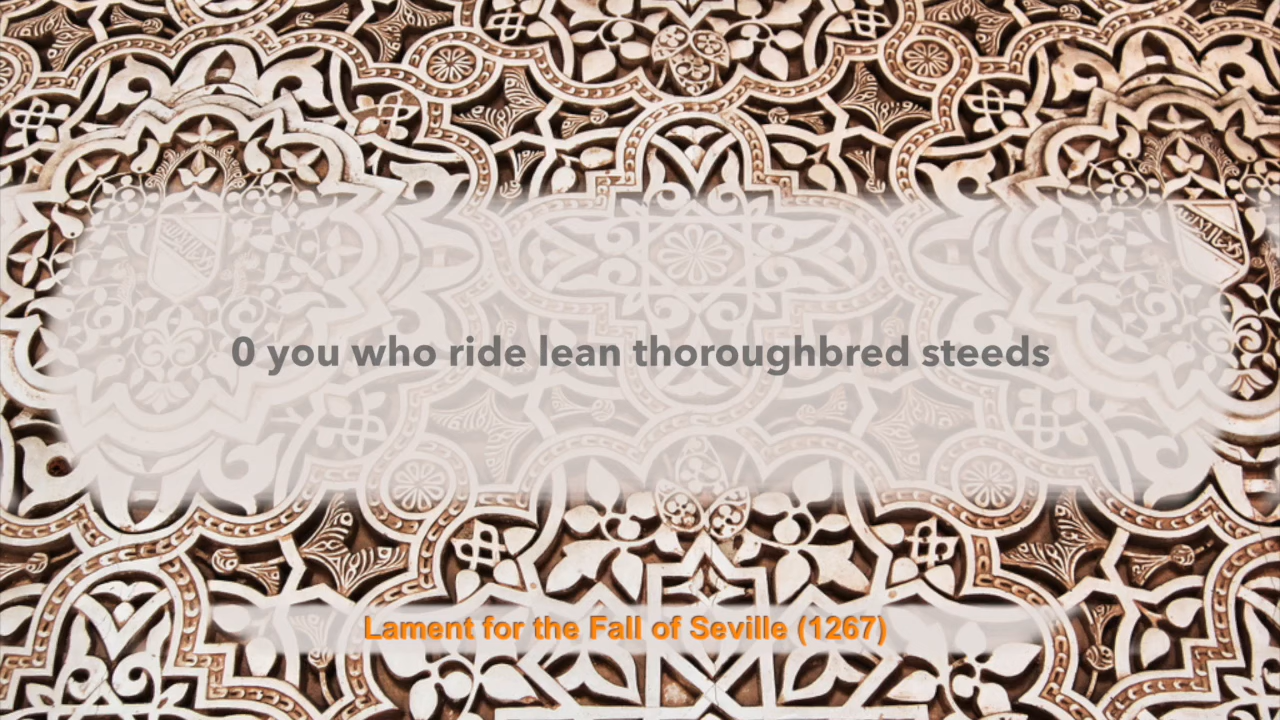 0 you who ride lean thoroughbred steeds
Lament for the Fall of Seville (1267)